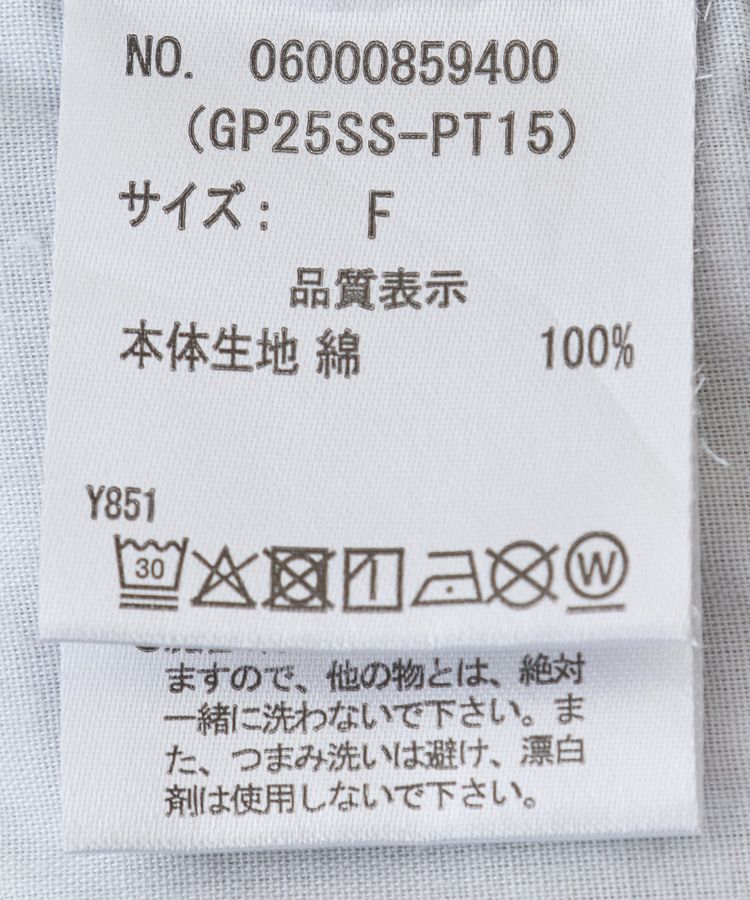 NO. 06000859400
(GP25SS-PT15)
サイズ: F
品質表示
本体生地 綿 100%
Y851
30 W
ますので、他の物とは、絶対
一緒に洗わないで下さい。ま
た、つまみ洗いは避け、漂白
剤は使用しないで下さい。